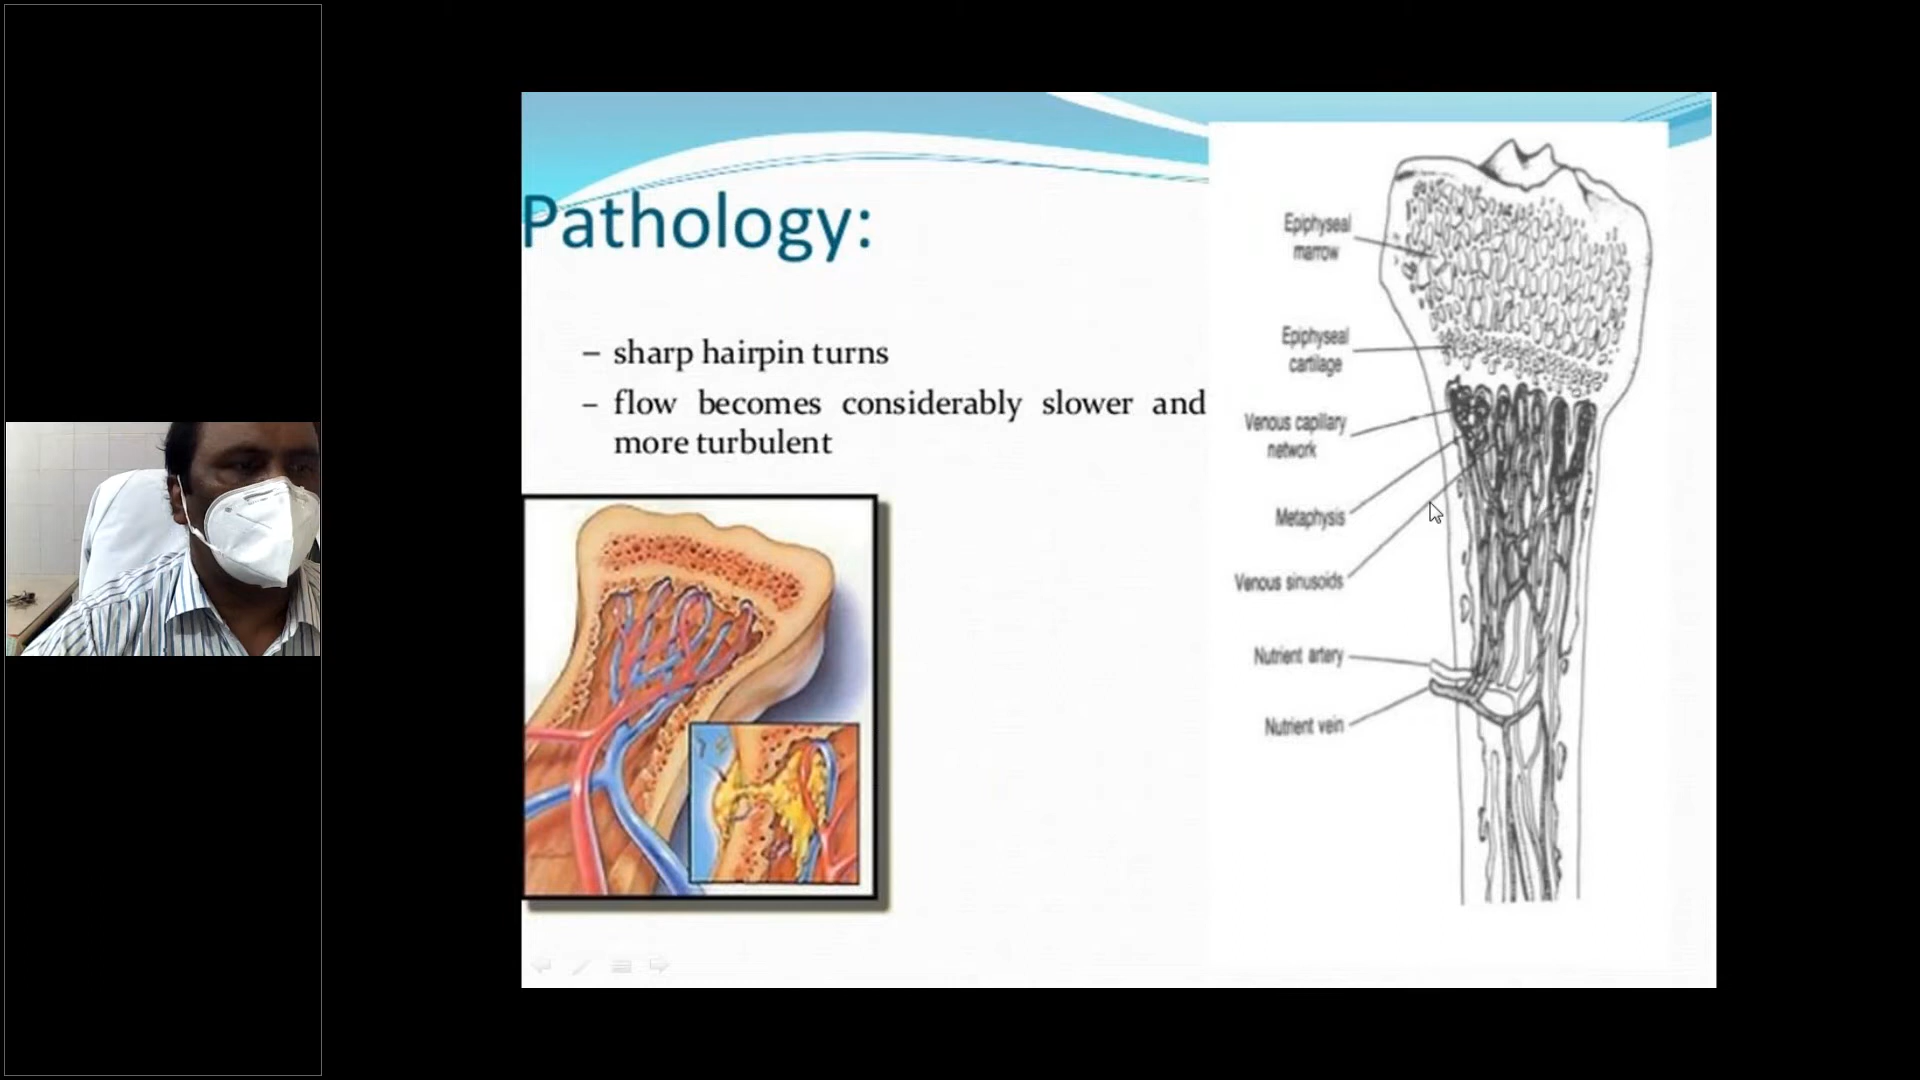 Pathology:
– sharp hairpin turns
– flow becomes considerably slower and
more turbulent
Epiphyseal
marrow
Epiphyseal
cartilage
Venous capillary
network
Metaphysis
Venous sinusoids
Nutrient artery
Nutrient vein